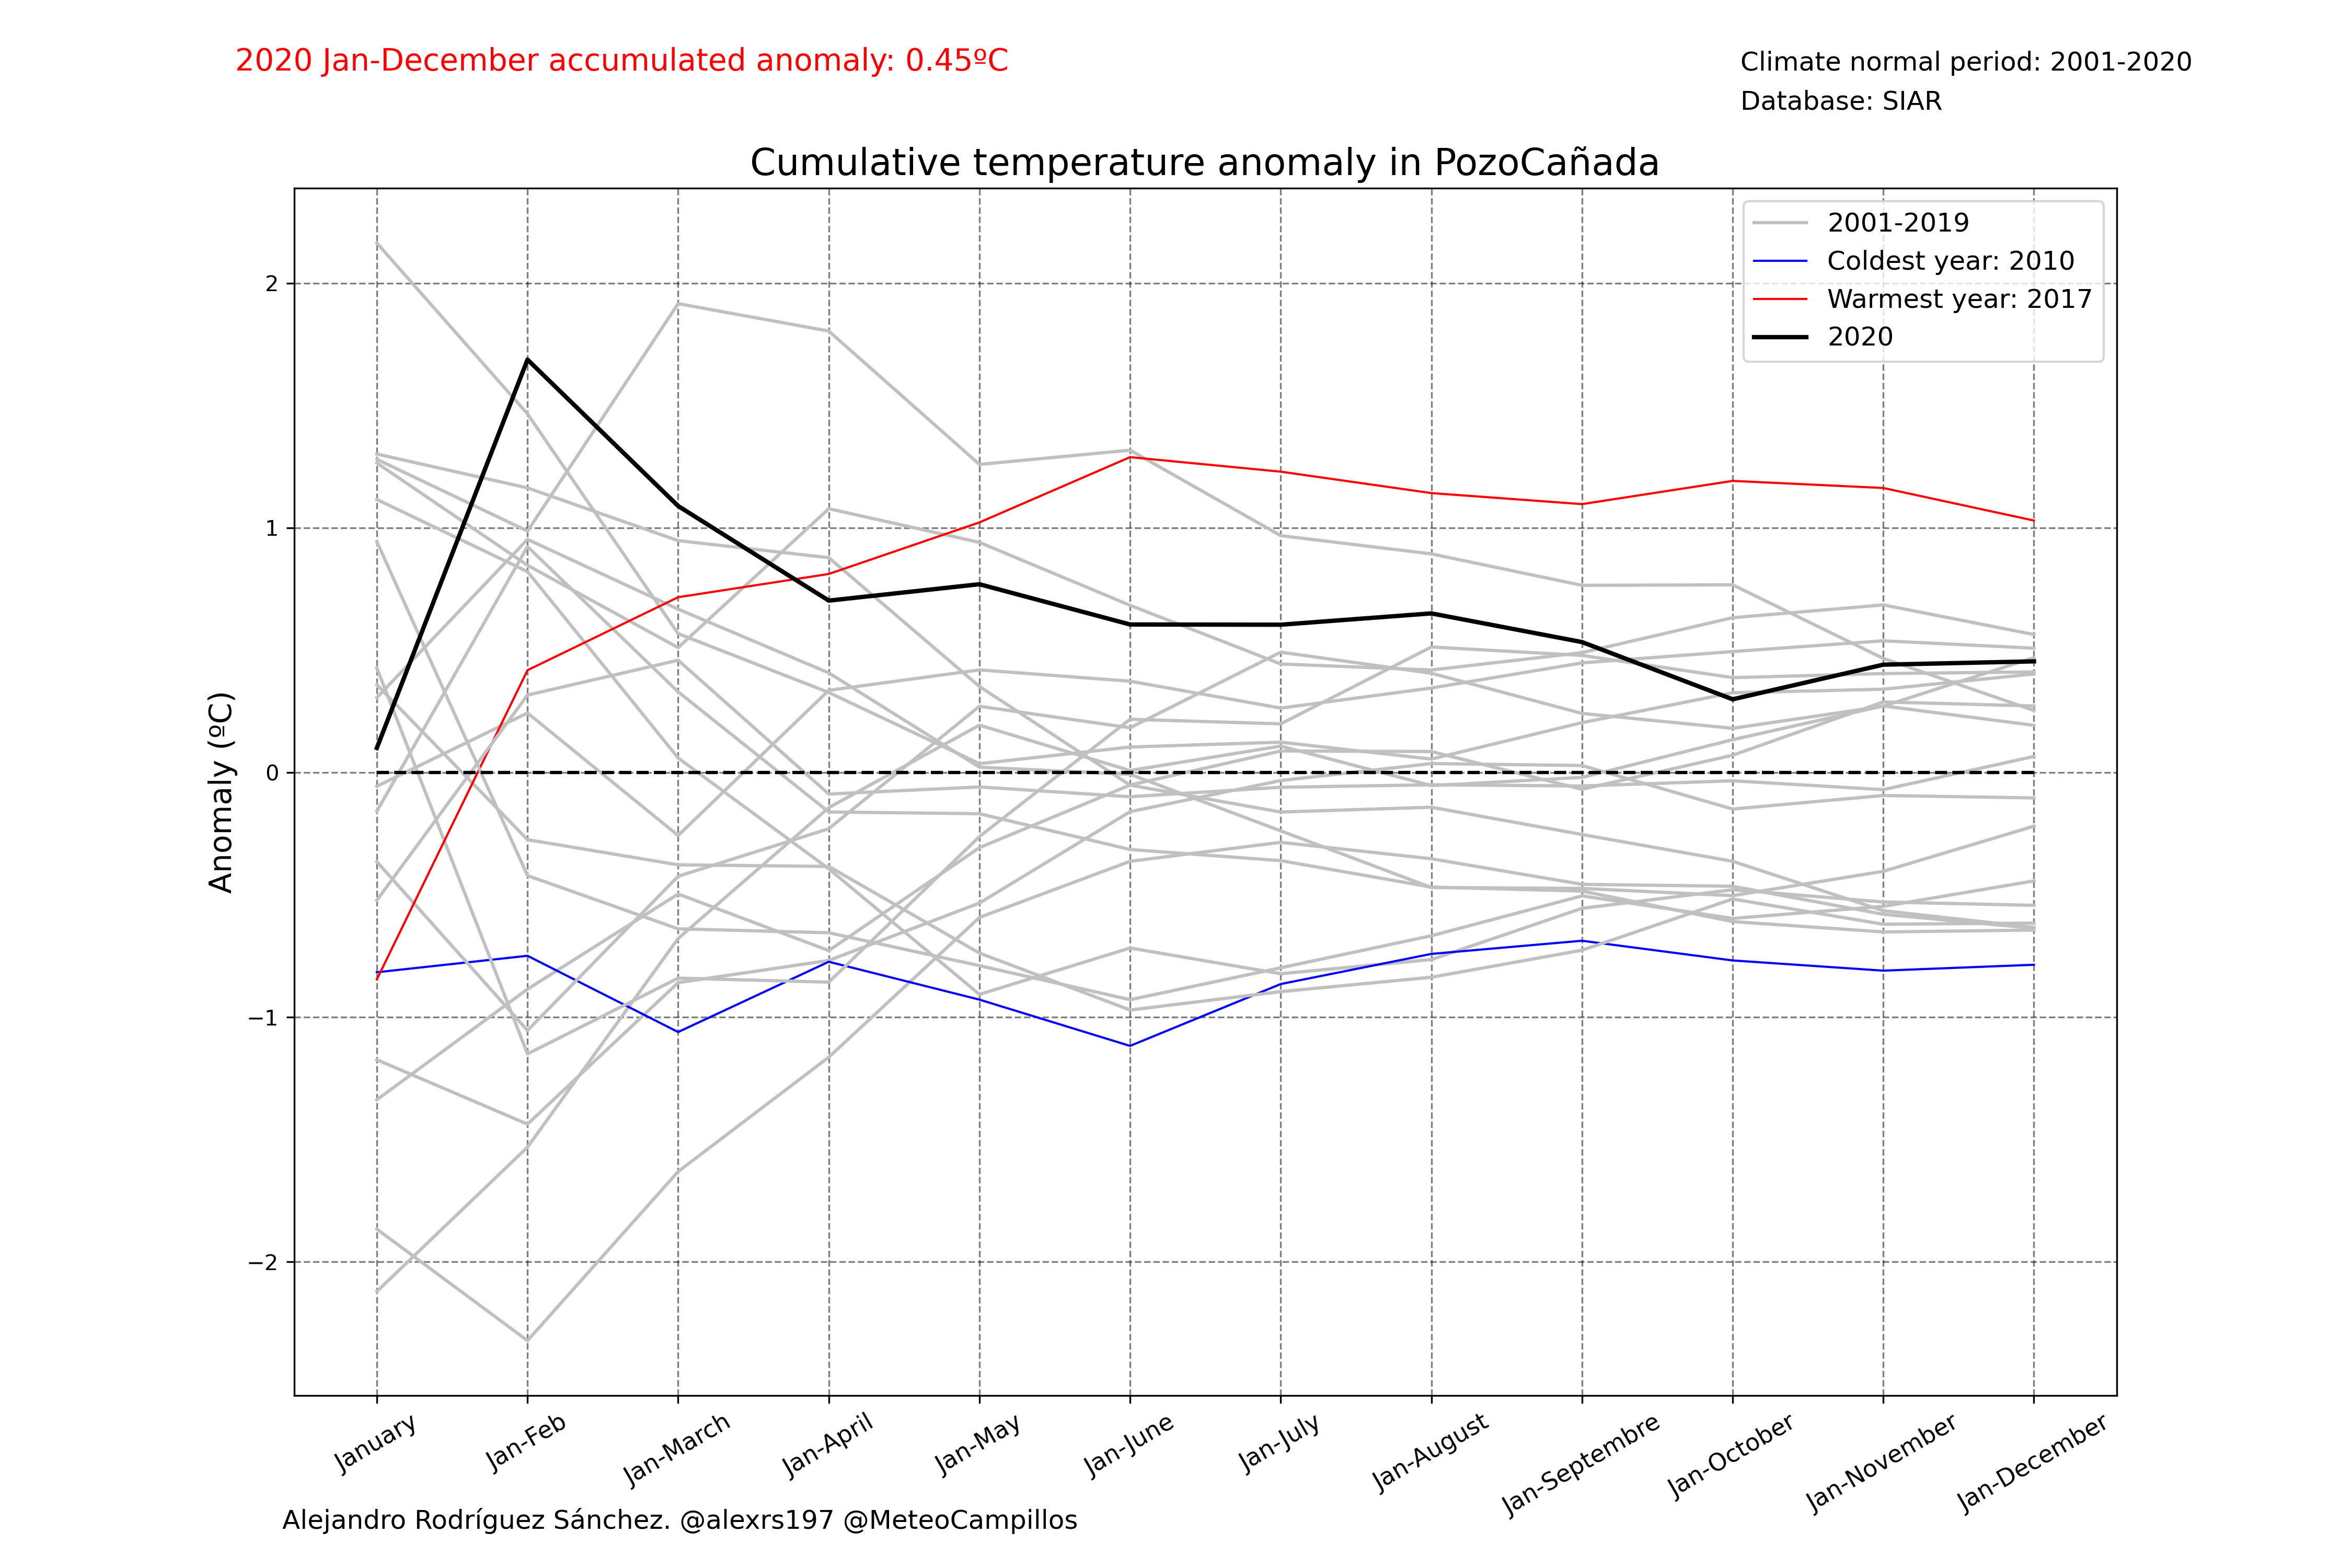 2020 Jan-December accumulated anomaly: 0.45ºC
Climate normal period: 2001-2020
Database: SIAR
Cumulative temperature anomaly in PozoCañada
2001-2019
Coldest year: 2010
Warmest year: 2017
2020
Anomaly (ºC)
2
1
0
−1
−2
January
Jan-Feb
Jan-March
Jan-April
Jan-May
Jan-June
Jan-July
Jan-August
Jan-Septembre
Jan-October
Jan-November
Jan-December
Alejandro Rodríguez Sánchez. @alexrs197 @MeteoCampillos